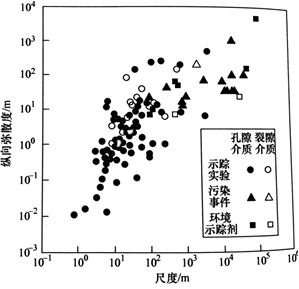 10⁴
10³
10²
10¹
10⁰
10⁻¹
10⁻²
10⁻³
纵向弥散度/m
10⁻¹
10⁰
10¹
10²
10³
10⁴
10⁵
10⁶
尺度/m
孔隙 裂隙
介质 介质
示踪
实验
污染
事件
环境
示踪剂